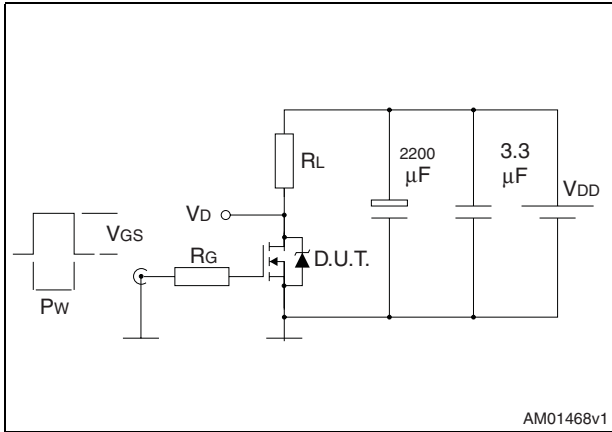 RL
2200
μF
3.3
μF
VDD
VD
VGS
RG
D.U.T.
PW
AM01468v1